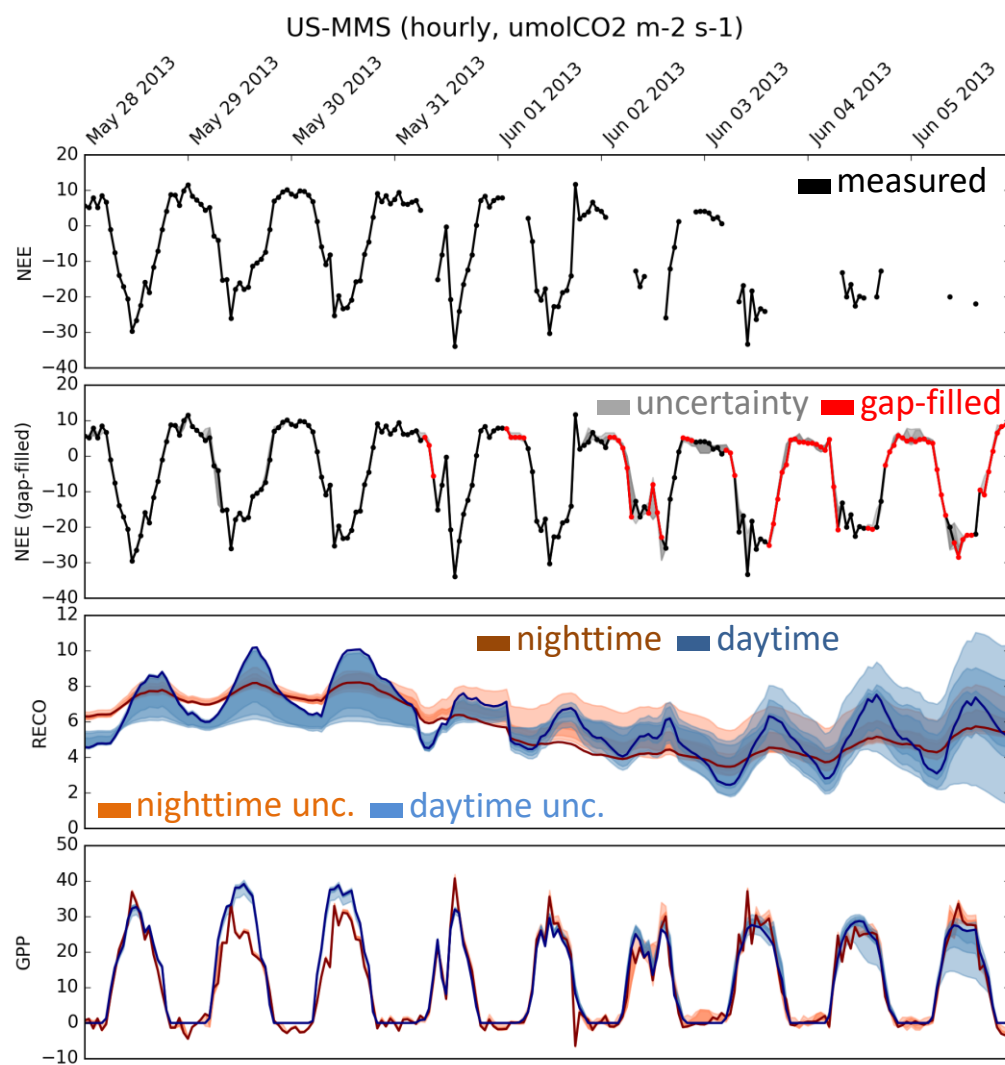 US-MMS (hourly, umolCO2 m-2 s-1)
May 28 2013
May 29 2013
May 30 2013
May 31 2013
Jun 01 2013
Jun 02 2013
Jun 03 2013
Jun 04 2013
Jun 05 2013
20
10
0
−10
−20
−30
−40
NEE
measured
20
10
0
−10
−20
−30
−40
NEE (gap-filled)
uncertainty gap-filled
12
10
8
6
4
2
0
RECO
nighttime daytime
nighttime unc. daytime unc.
50
40
30
20
10
0
−10
GPP